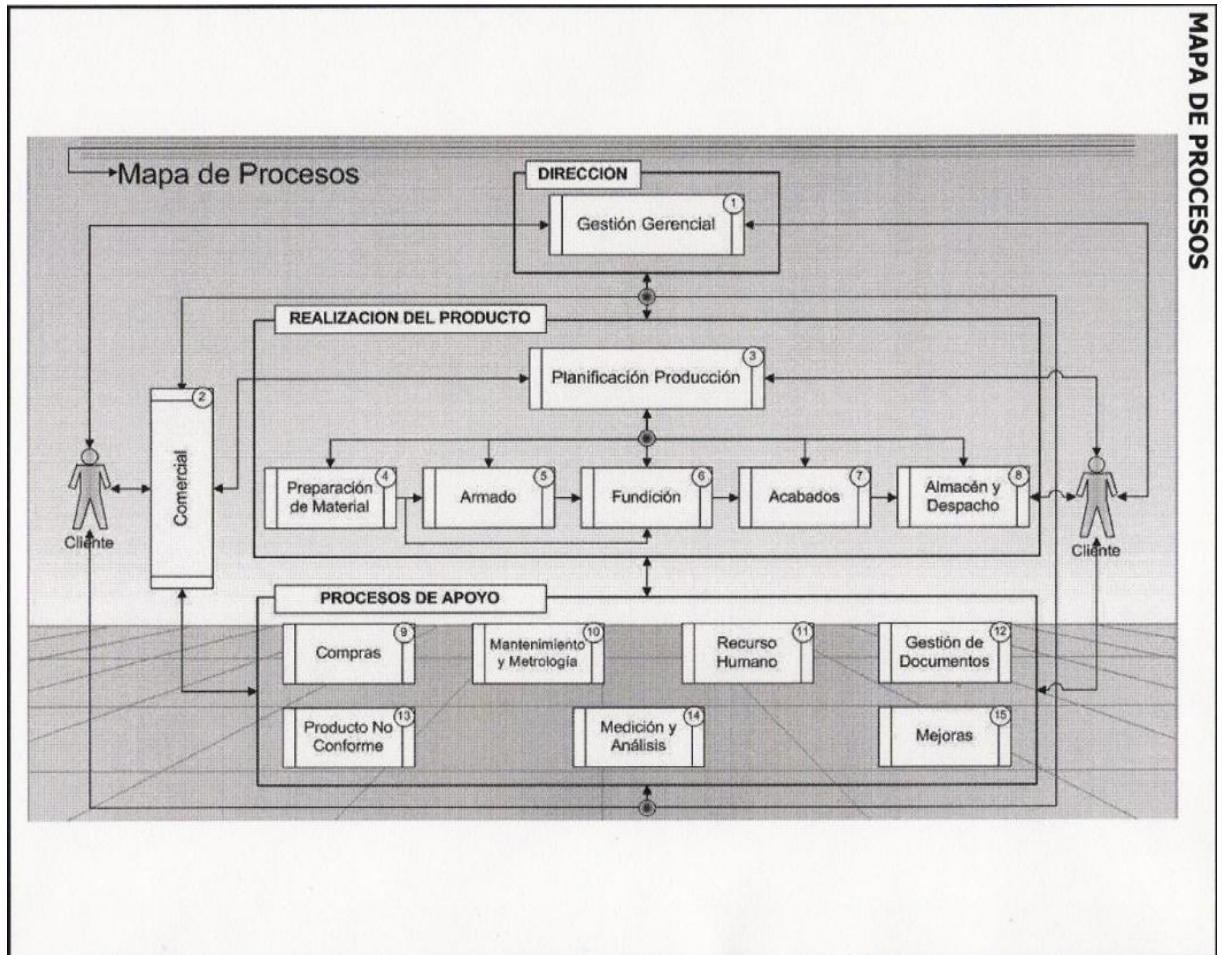 MAPA DE PROCESOS
Mapa de Procesos
DIRECCION
1
Gestión Gerencial
REALIZACION DEL PRODUCTO
3
Planificación Producción
2
Comercial
Cliente
4
Preparación
de Material
5
Armado
6
Fundición
7
Acabados
8
Almacén y
Despacho
Cliente
PROCESOS DE APOYO
9
Compras
10
Mantenimiento
y Metrología
11
Recurso
Humano
12
Gestión de
Documentos
13
Producto No
Conforme
14
Medición y
Análisis
15
Mejoras